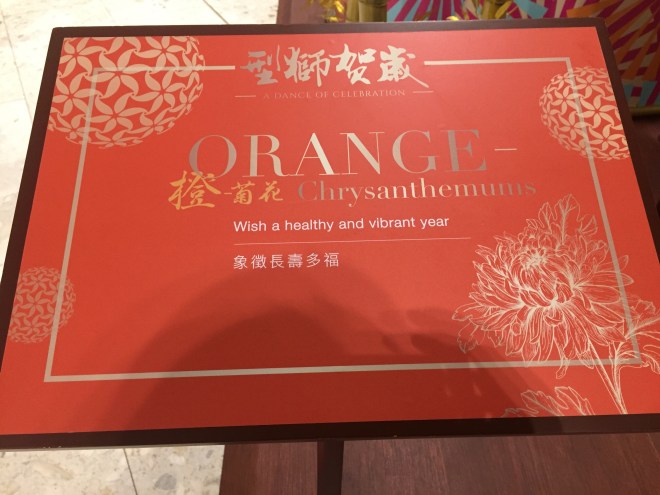 型獅賀歲
A DANCE OF CELEBRATION
ORANGE–
橙 菊花 Chrysanthemums
Wish a healthy and vibrant year
象徵長壽多福